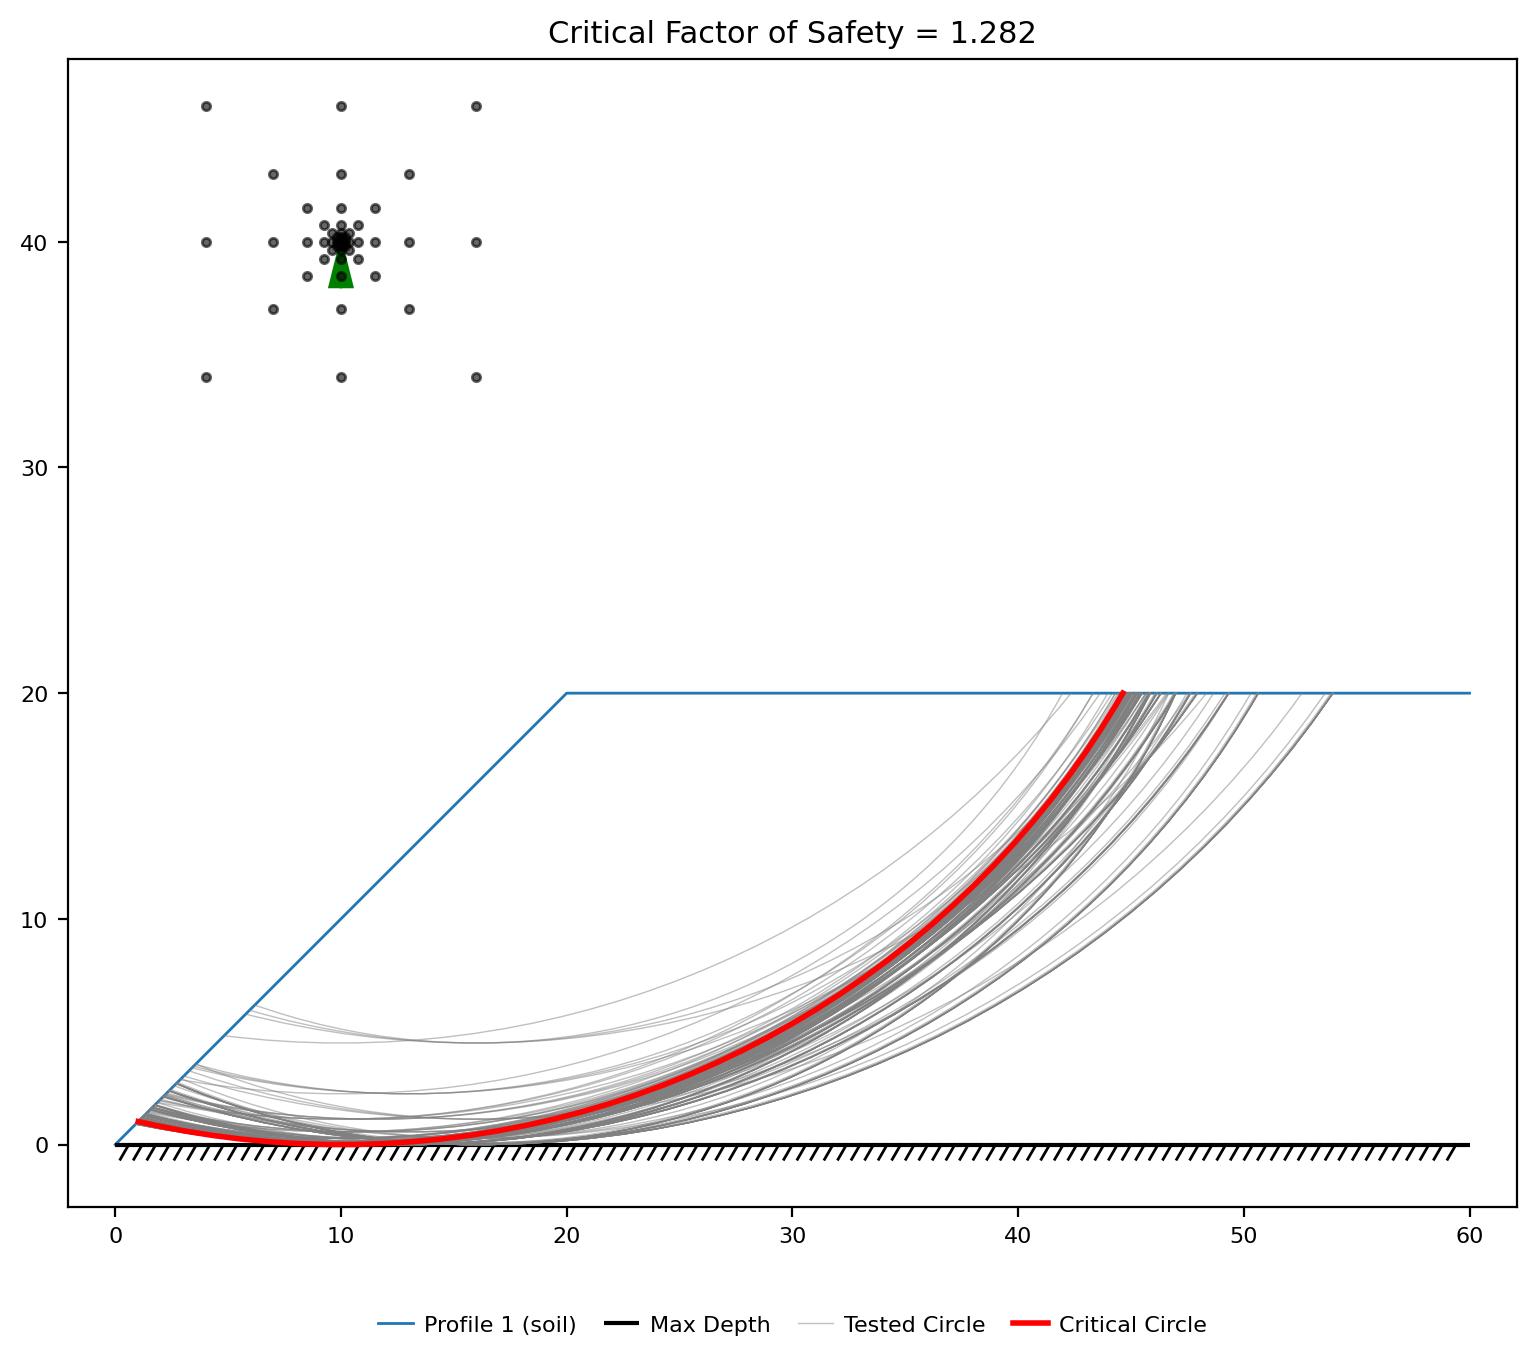 Critical Factor of Safety = 1.282
40
30
20
10
0
0 10 20 30 40 50 60
Profile 1 (soil) Max Depth Tested Circle Critical Circle